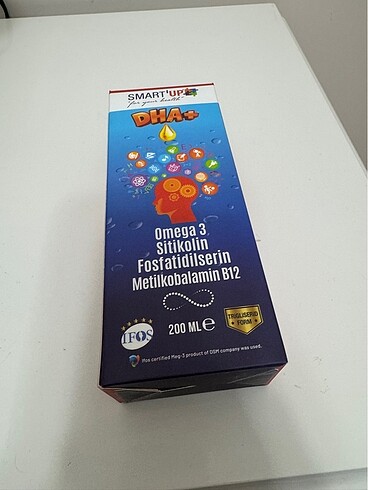 SMART'UP
"for your health"
DHA+
Omega 3
Sitikolin
Fosfatidilserin
Metilkobalamin B12
IFOS
200 ML ℮
TRIGLISERID
FORM
Ifos certified Meg-3 product of DSM company was used.